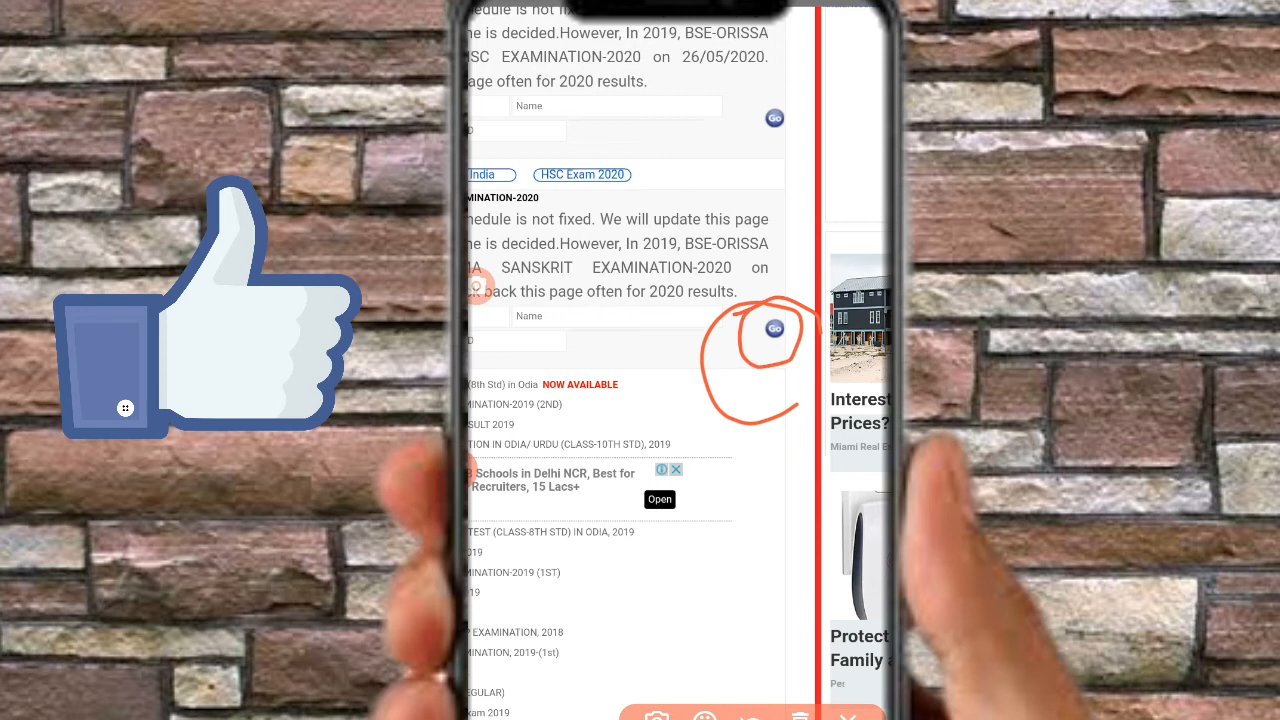 edule is not fix
ne is decided.However, In 2019, BSE-ORISSA
SC EXAMINATION-2020 on 26/05/2020.
age often for 2020 results.
Name
Go
India
HSC Exam 2020
MINATION-2020
hedule is not fixed. We will update this page
ne is decided.However, In 2019, BSE-ORISSA
SANSKRIT EXAMINATION-2020 on
back this page often for 2020 results.
Name
Go
(8th Std) in Odia NOW AVAILABLE
MINATION-2019 (2ND)
SULT 2019
TION IN ODIA/ URDU (CLASS-10TH STD), 2019
Schools in Delhi NCR, Best for
Recruiters, 15 Lacs+
Open
TEST (CLASS-8TH STD) IN ODIA, 2019
019
MINATION-2019 (1ST)
19
EXAMINATION, 2018
MINATION, 2019-(1st)
EGULAR)
xam 2019
Interest
Prices?
Miami Real E
Protect
Family a